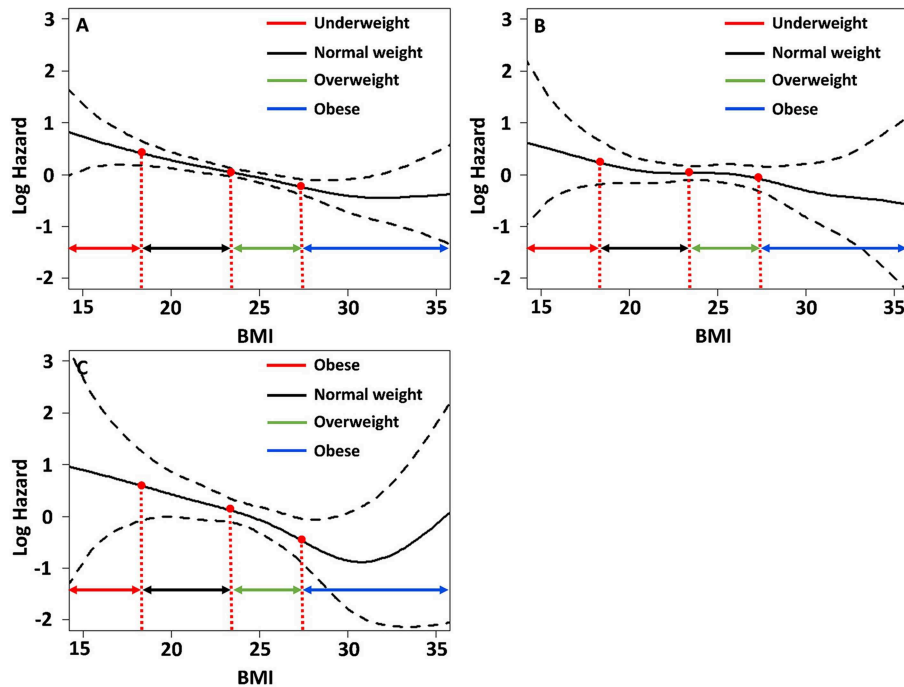 A
Underweight
Normal weight
Overweight
Obese
3
2
1
0
-1
-2
Log Hazard
15 20 25 30 35
BMI
B
Underweight
Normal weight
Overweight
Obese
3
2
1
0
-1
-2
Log Hazard
15 20 25 30 35
BMI
C
Obese
Normal weight
Overweight
Obese
3
2
1
0
-1
-2
Log Hazard
15 20 25 30 35
BMI